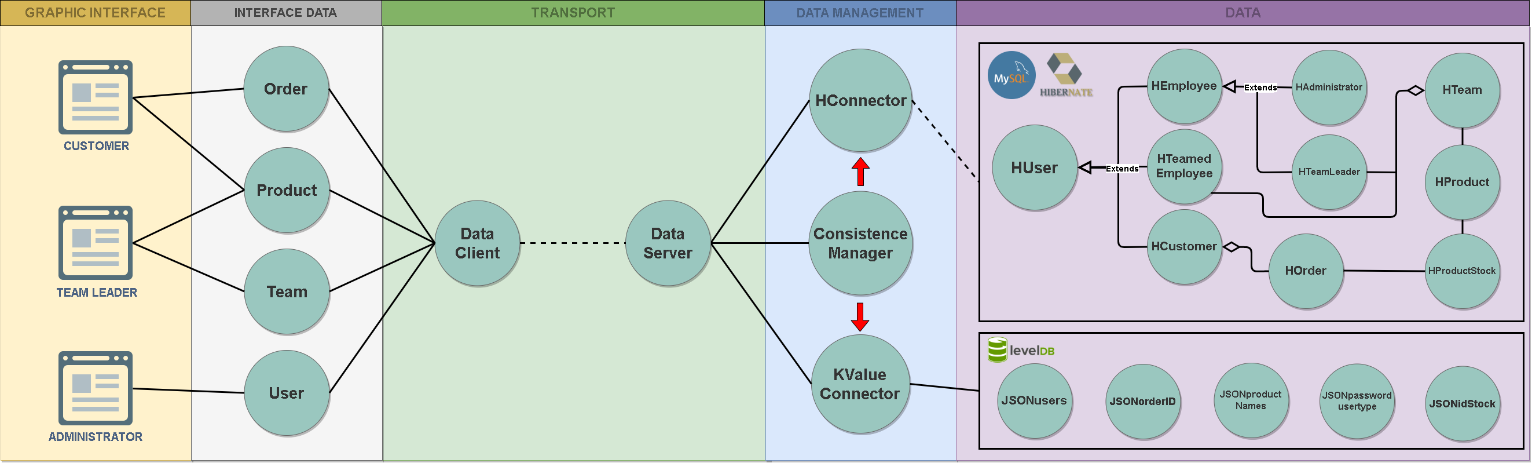 GRAPHIC INTERFACE
INTERFACE DATA
TRANSPORT
DATA MANAGEMENT
DATA
CUSTOMER
TEAM LEADER
ADMINISTRATOR
Order
Product
Team
User
Data
Client
Data
Server
HConnector
Consistence
Manager
KValue
Connector
MySQL
HIBERNATE
HUser
HEmployee
Extends
HAdministrator
HTeam
Extends
HTeamed
Employee
HTeamLeader
HProduct
HCustomer
HOrder
HProductStock
levelDB
JSONusers
JSONorderID
JSONproduct
Names
JSONpassword
usertype
JSONidStock